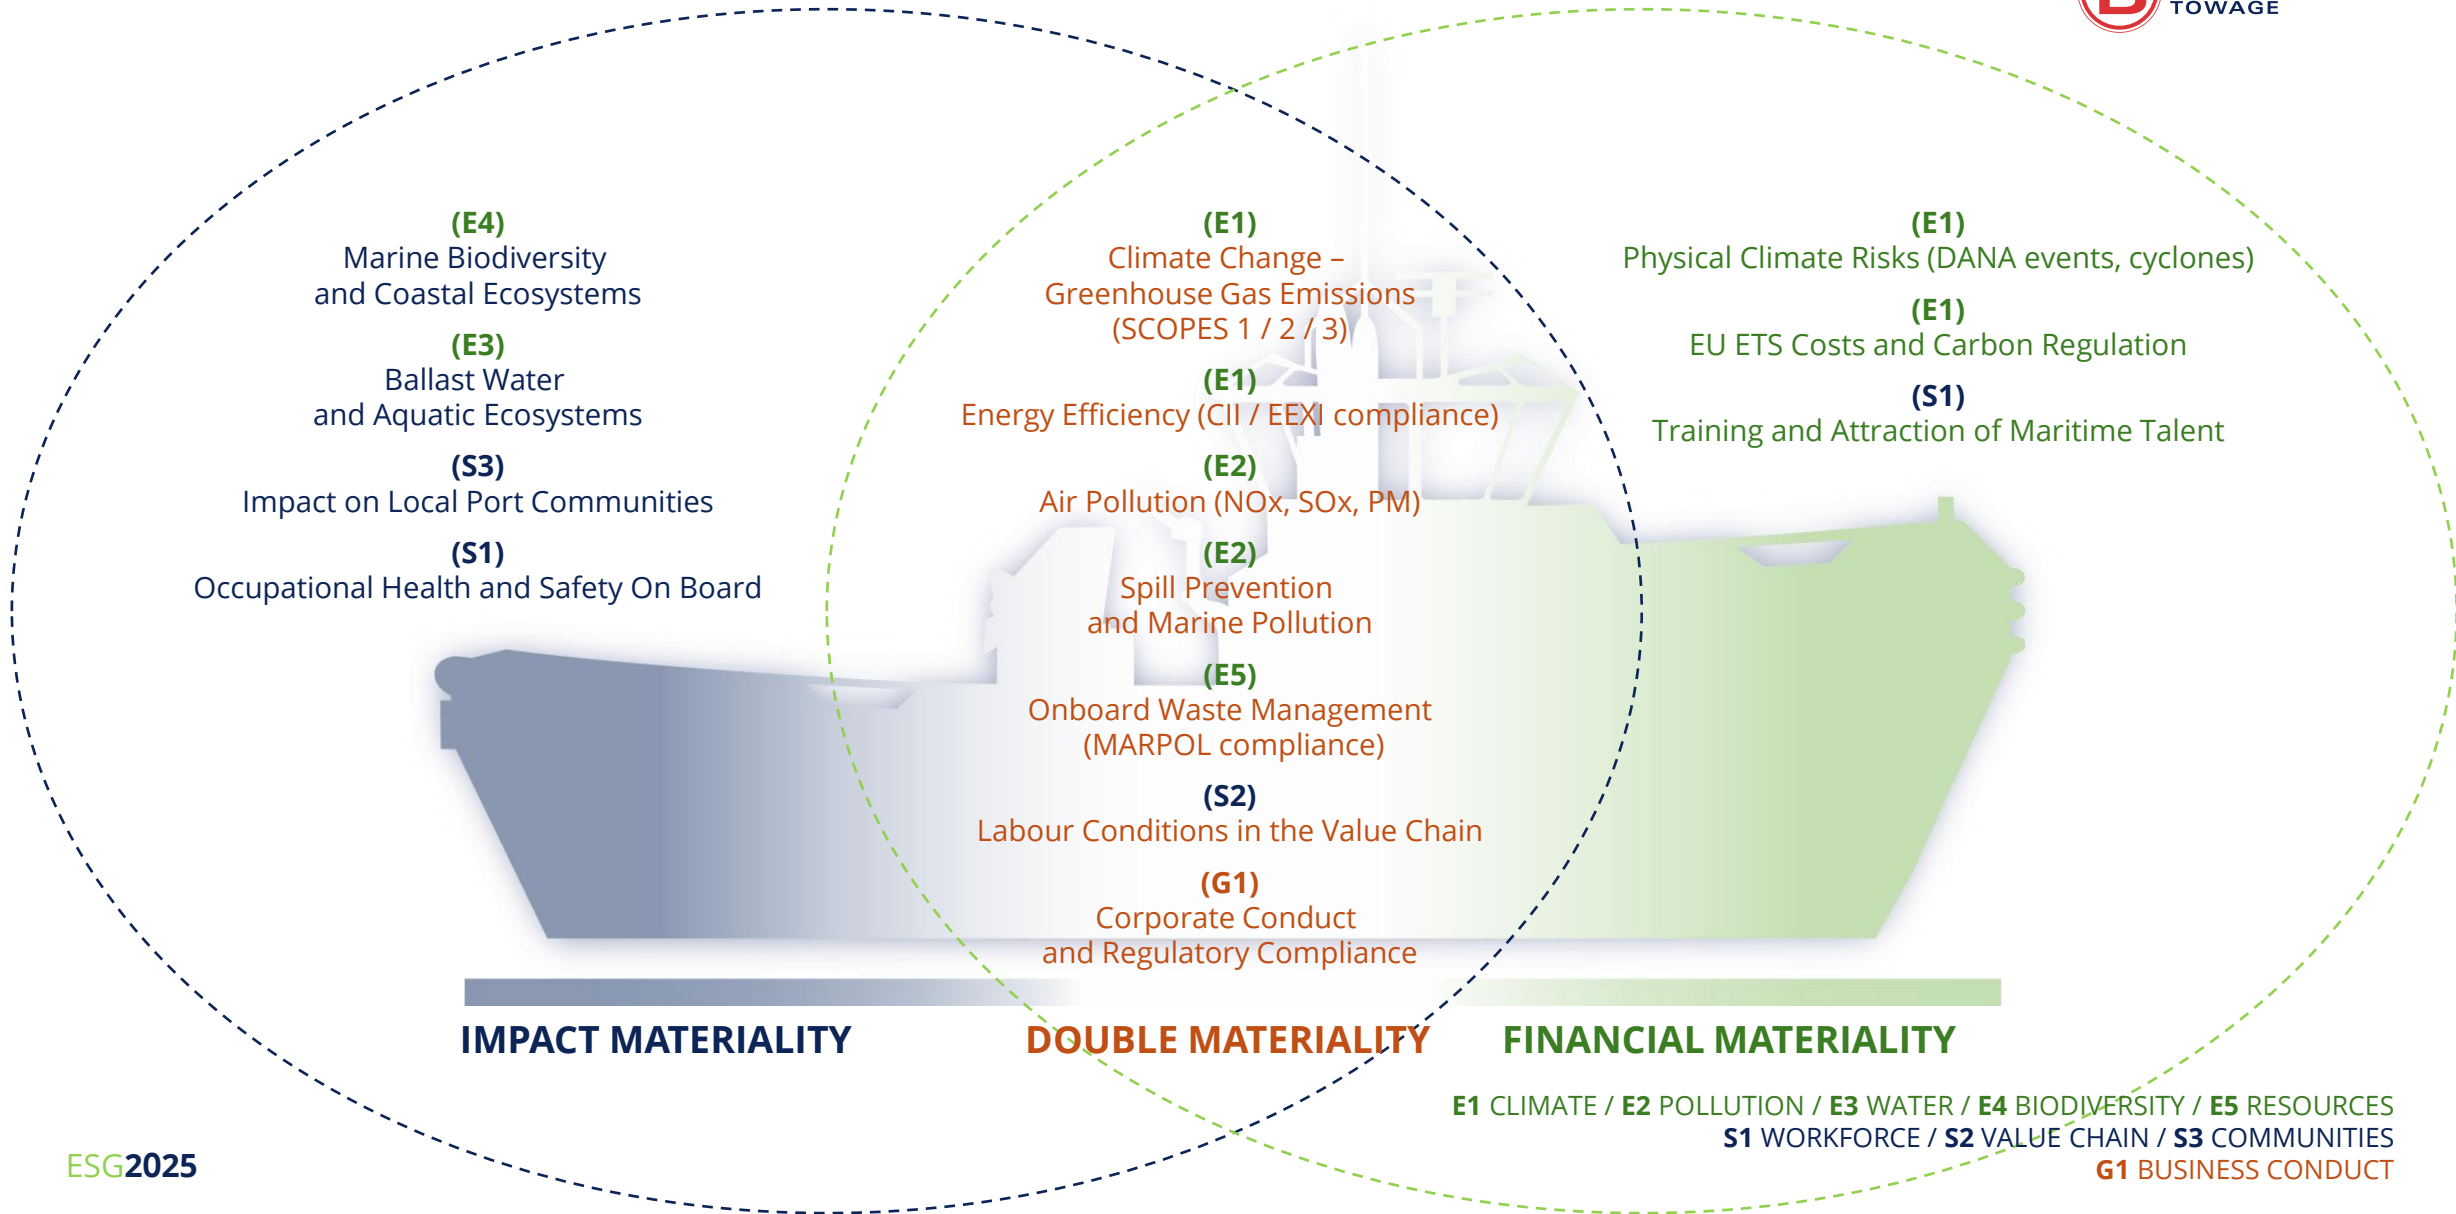 TOWAGE
(E4)
Marine Biodiversity
and Coastal Ecosystems
(E3)
Ballast Water
and Aquatic Ecosystems
(S3)
Impact on Local Port Communities
(S1)
Occupational Health and Safety On Board
(E1)
Climate Change –
Greenhouse Gas Emissions
(SCOPES 1 / 2 / 3)
(E1)
Energy Efficiency (CII / EEXI compliance)
(E2)
Air Pollution (NOx, SOx, PM)
(E2)
Spill Prevention
and Marine Pollution
(E5)
Onboard Waste Management
(MARPOL compliance)
(S2)
Labour Conditions in the Value Chain
(G1)
Corporate Conduct
and Regulatory Compliance
(E1)
Physical Climate Risks (DANA events, cyclones)
(E1)
EU ETS Costs and Carbon Regulation
(S1)
Training and Attraction of Maritime Talent
IMPACT MATERIALITY
DOUBLE MATERIALITY
FINANCIAL MATERIALITY
E1 CLIMATE / E2 POLLUTION / E3 WATER / E4 BIODIVERSITY / E5 RESOURCES
S1 WORKFORCE / S2 VALUE CHAIN / S3 COMMUNITIES
G1 BUSINESS CONDUCT
ESG2025